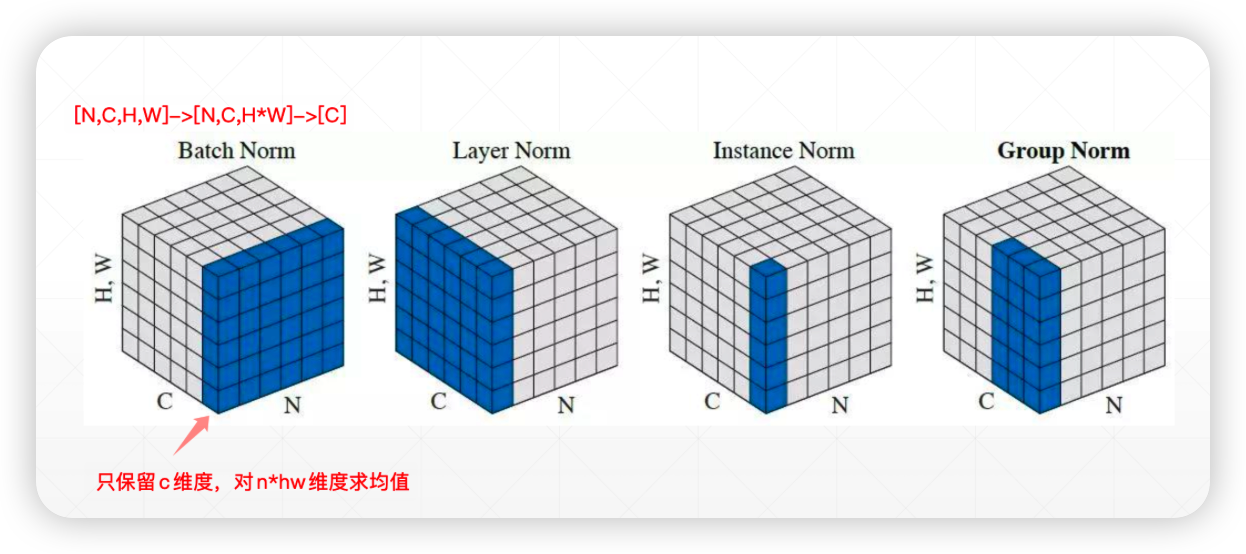 [N,C,H,W]–>[N,C,H*W]–>[C]
Batch Norm
Layer Norm
Instance Norm
Group Norm
H, W
H, W
H, W
H, W
C
N
C
N
C
N
C
N
只保留c维度，对n*hw维度求均值